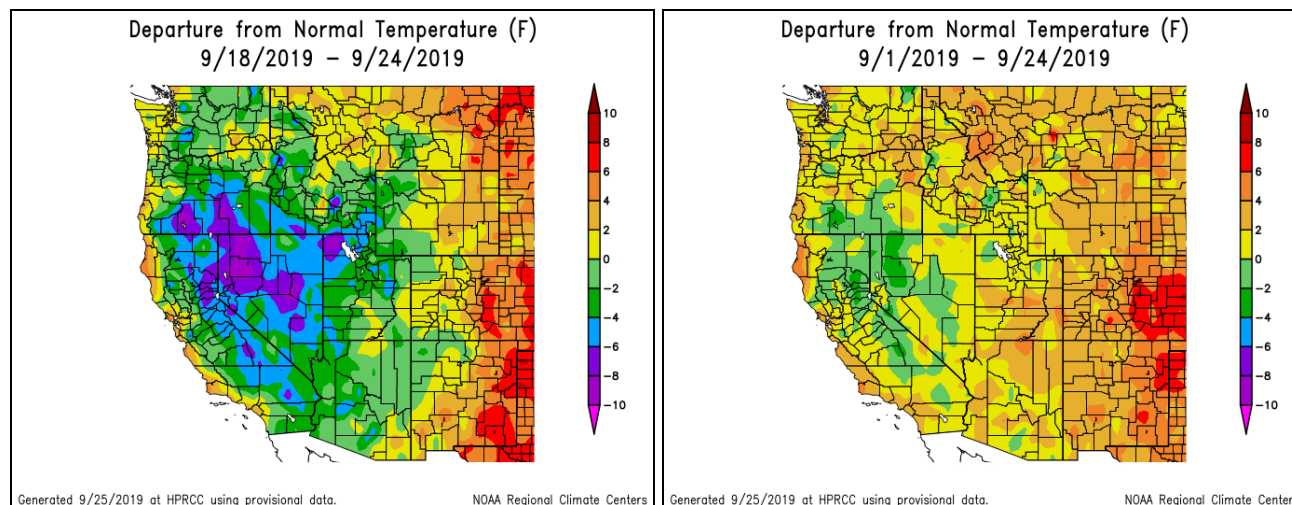 Departure from Normal Temperature (F)
9/18/2019 – 9/24/2019
10
8
6
4
2
0
−2
−4
−6
−8
−10
Generated 9/25/2019 at HPRCC using provisional data.
NOAA Regional Climate Centers
Departure from Normal Temperature (F)
9/1/2019 – 9/24/2019
10
8
6
4
2
0
−2
−4
−6
−8
−10
Generated 9/25/2019 at HPRCC using provisional data.
NOAA Regional Climate Center